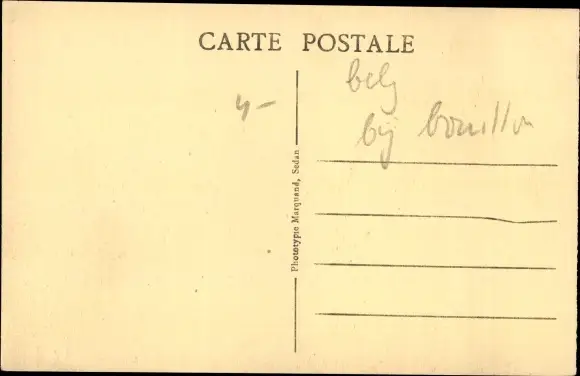 CARTE POSTALE
4-
belg
bij bouillon
Phototypie Marquand, Sedan